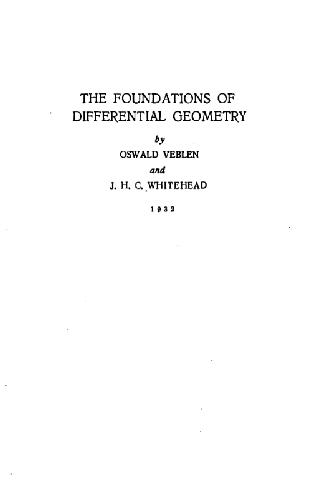 THE FOUNDATIONS OF
DIFFERENTIAL GEOMETRY
by
OSWALD VEBLEN
and
J. H. C. WHITEHEAD
1932